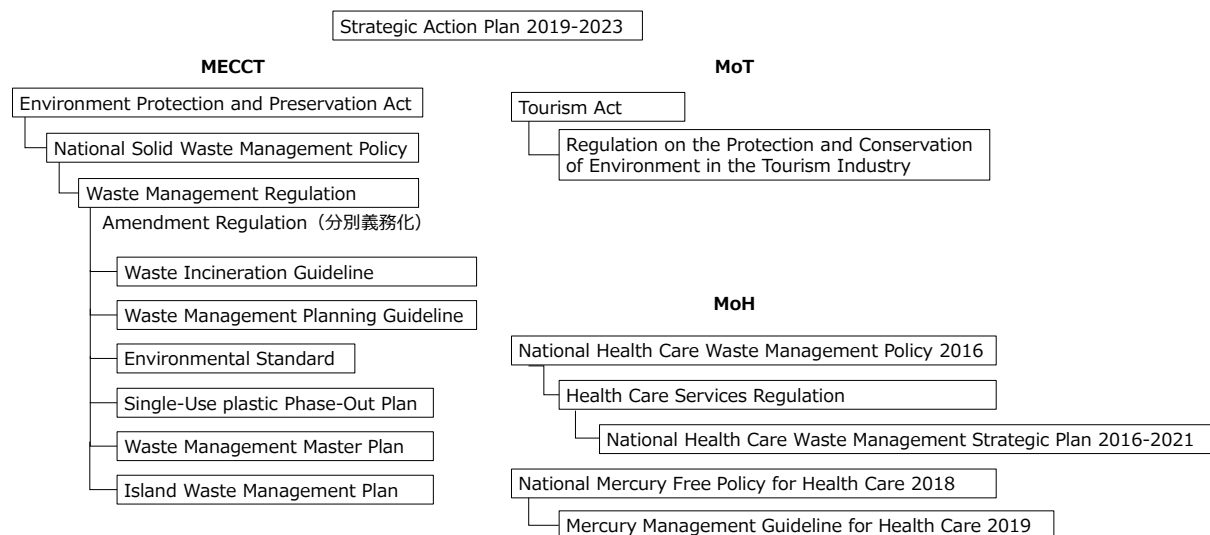 Strategic Action Plan 2019-2023
MECCT
Environment Protection and Preservation Act
National Solid Waste Management Policy
Waste Management Regulation
Amendment Regulation（分別義務化）
Waste Incineration Guideline
Waste Management Planning Guideline
Environmental Standard
Single-Use plastic Phase-Out Plan
Waste Management Master Plan
Island Waste Management Plan
MoT
Tourism Act
Regulation on the Protection and Conservation
of Environment in the Tourism Industry
MoH
National Health Care Waste Management Policy 2016
Health Care Services Regulation
National Health Care Waste Management Strategic Plan 2016-2021
National Mercury Free Policy for Health Care 2018
Mercury Management Guideline for Health Care 2019